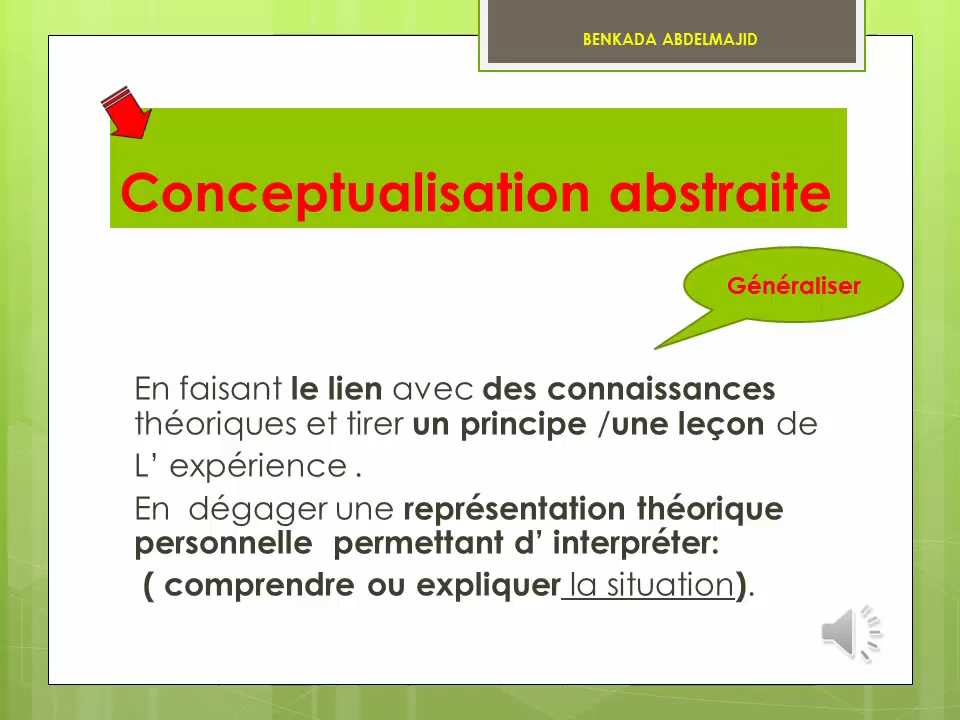 BENKADA ABDELMAJID
Conceptualisation abstraite
Généraliser
En faisant le lien avec des connaissances
théoriques et tirer un principe /une leçon de
L’ expérience .
En  dégager une représentation théorique
personnelle  permettant d’ interpréter:
( comprendre ou expliquer la situation).